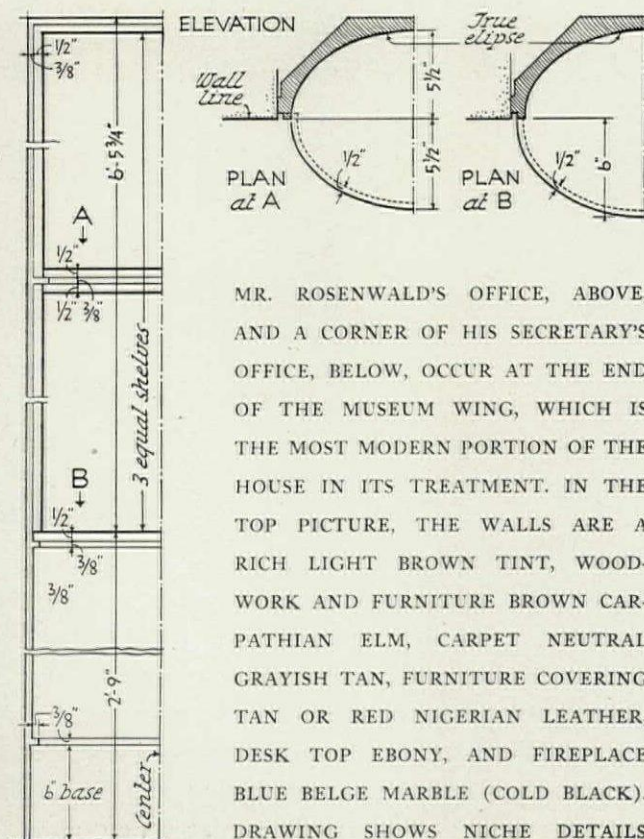 ELEVATION
1/2"
3/8"
6'-5 3/4"
A
1/2"
1/2" 3/8"
3 equal shelves
B
1/2"
3/8"
3/8"
2'-9"
3/8"
6" base
Center
Wall
line
PLAN
at A
1/2"
5 1/2"
5 1/2"
True
elipse
PLAN
at B
1/2"
6"
MR. ROSENWALD'S OFFICE, ABOVE,
AND A CORNER OF HIS SECRETARY'S
OFFICE, BELOW, OCCUR AT THE END
OF THE MUSEUM WING, WHICH IS
THE MOST MODERN PORTION OF THE
HOUSE IN ITS TREATMENT. IN THE
TOP PICTURE, THE WALLS ARE A
RICH LIGHT BROWN TINT, WOOD-
WORK AND FURNITURE BROWN CAR-
PATHIAN ELM, CARPET NEUTRAL
GRAYISH TAN, FURNITURE COVERING
TAN OR RED NIGERIAN LEATHER,
DESK TOP EBONY, AND FIREPLACE
BLUE BELGE MARBLE (COLD BLACK).
DRAWING SHOWS NICHE DETAILS